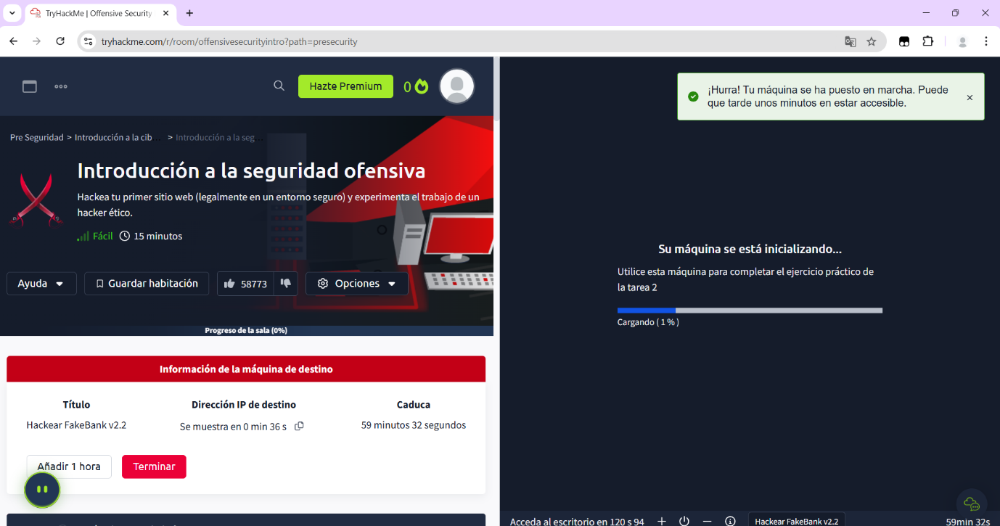 TryHackMe | Offensive Security
tryhackme.com/r/room/offensivesecurityintro?path=presecurity
Hazte Premium
0
Pre Seguridad > Introducción a la cib... > Introducción a la seg...
Introducción a la seguridad ofensiva
Hackea tu primer sitio web (legalmente en un entorno seguro) y experimenta el trabajo de un
hacker ético.
Fácil 15 minutos
Ayuda
Guardar habitación
58773
Opciones
Progreso de la sala (0%)
Información de la máquina de destino
Título
Dirección IP de destino
Caduca
Hackear FakeBank v2.2
Se muestra en 0 min 36 s
59 minutos 32 segundos
Añadir 1 hora
Terminar
¡Hurra! Tu máquina se ha puesto en marcha. Puede
que tarde unos minutos en estar accesible.
Su máquina se está inicializando...
Utilice esta máquina para completar el ejercicio práctico de
la tarea 2
Cargando ( 1 % )
Acceda al escritorio en 120 s 94
Hackear FakeBank v2.2
59min 32s